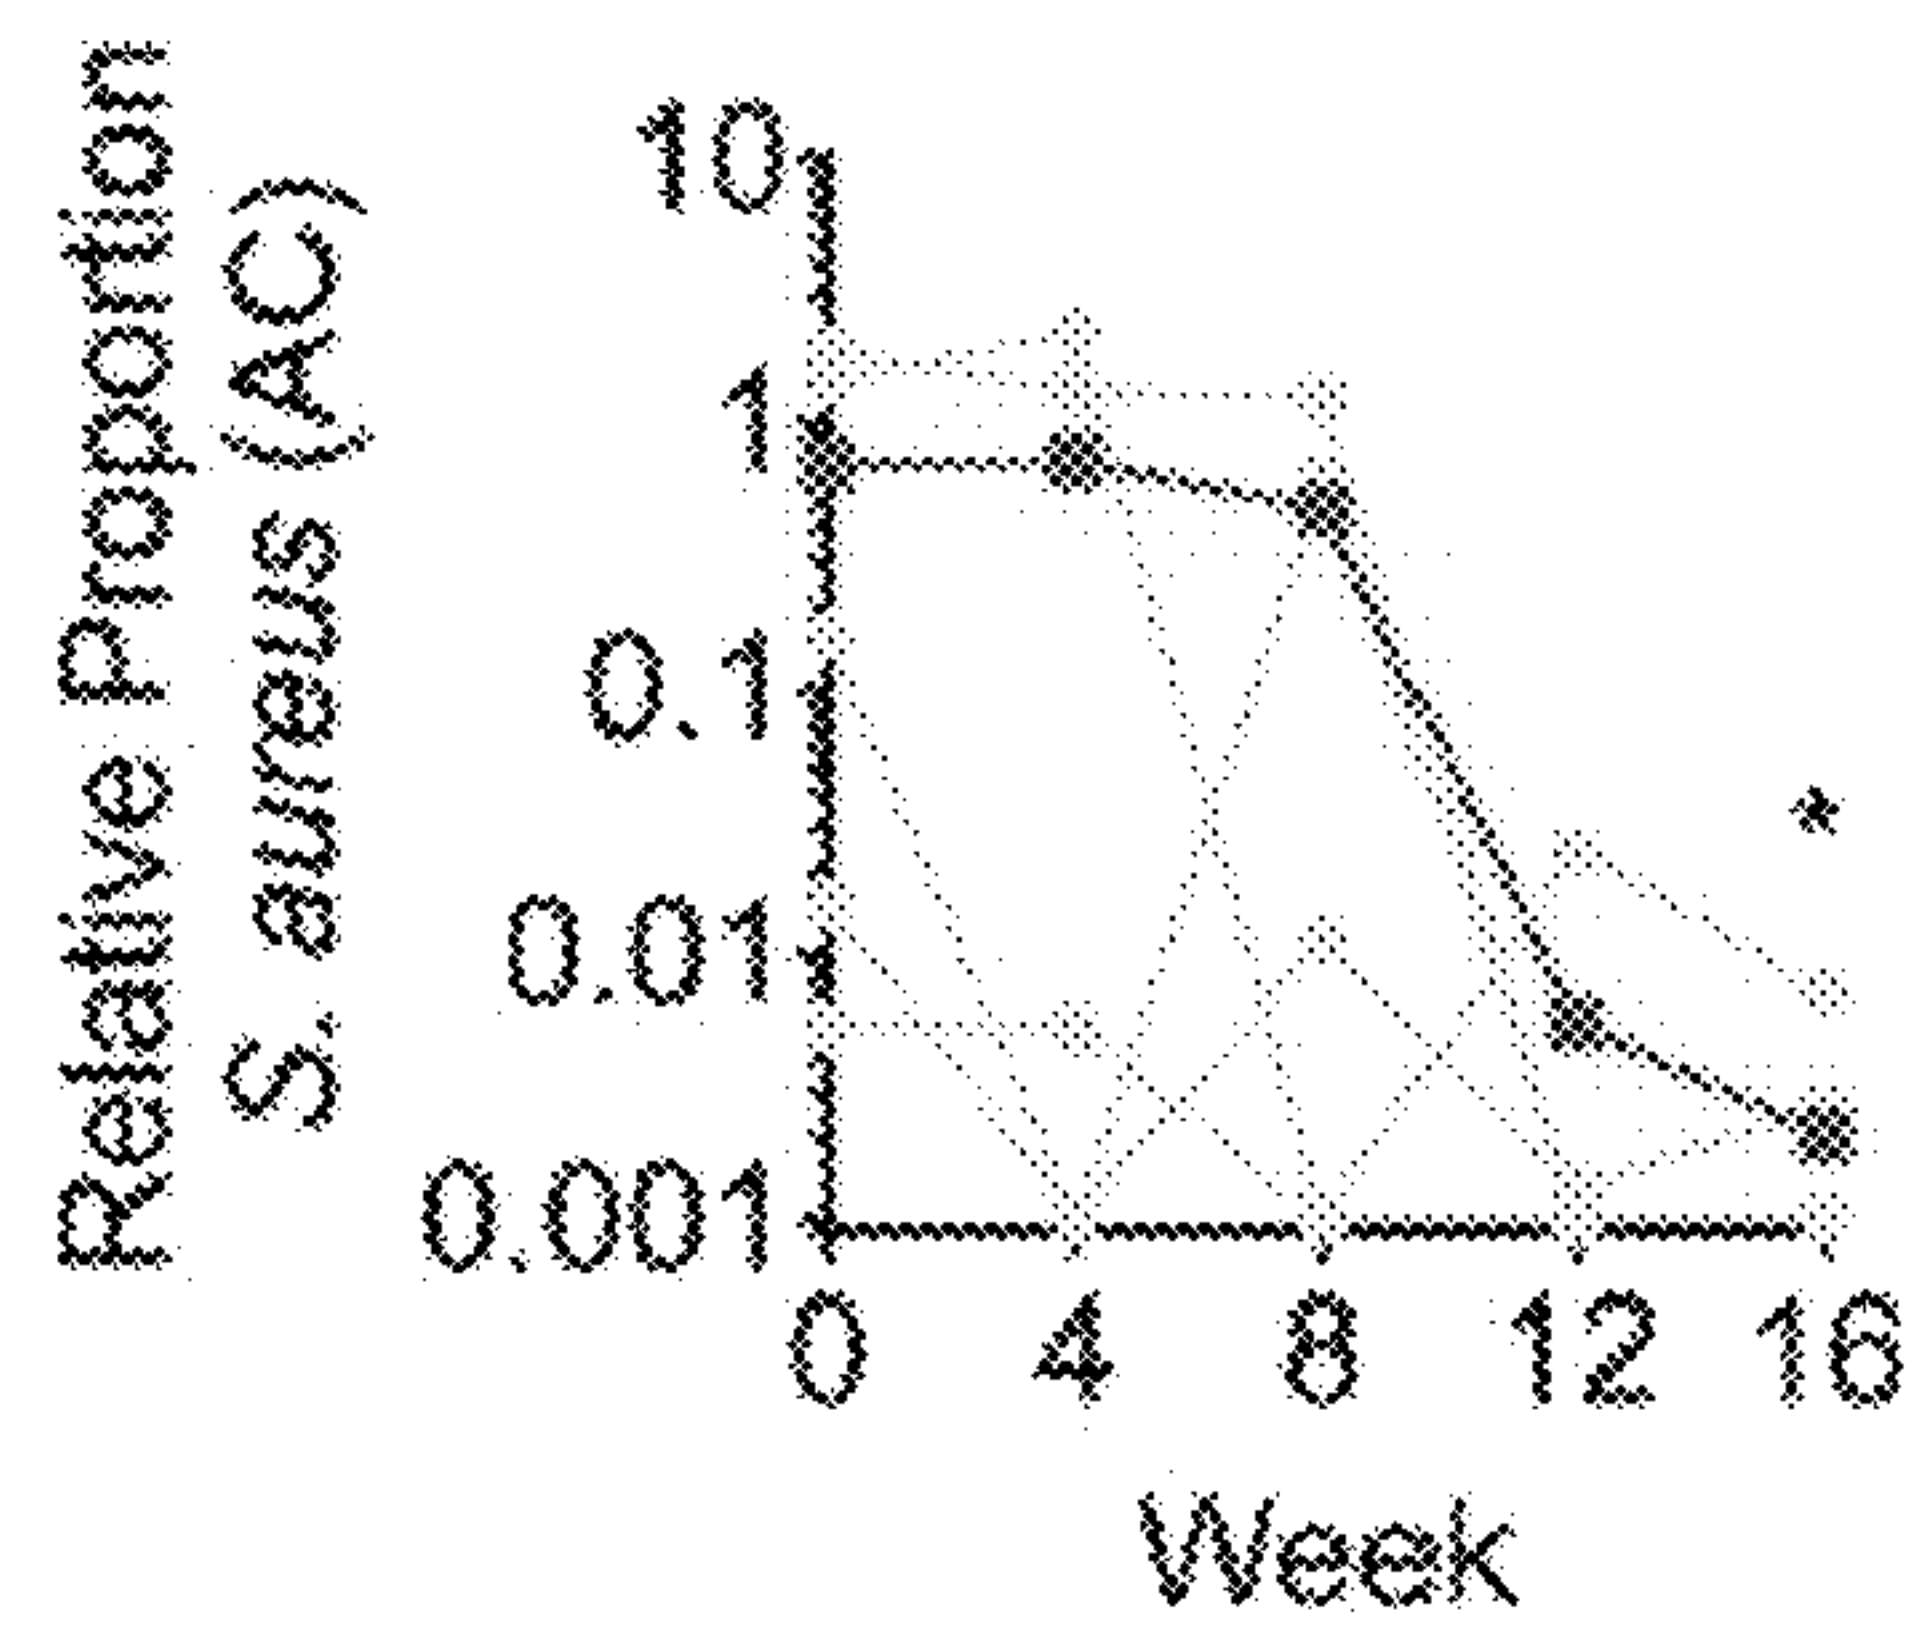 Relative Proportion
S. aureus (AC)
10
1
0.1
0.01
0.001
*
0 4 8 12 16
Week